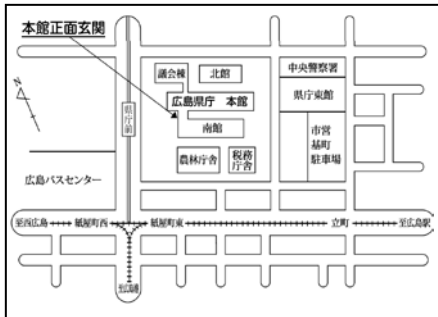 本館正面玄関
議会棟
北館
中央警察署
広島県庁 本館
県庁東館
N
県庁前
南館
市営
基町
駐車場
農林庁舎
税務
庁舎
広島バスセンター
至西広島
紙屋町西
紙屋町東
立町
至広島駅
至広島港